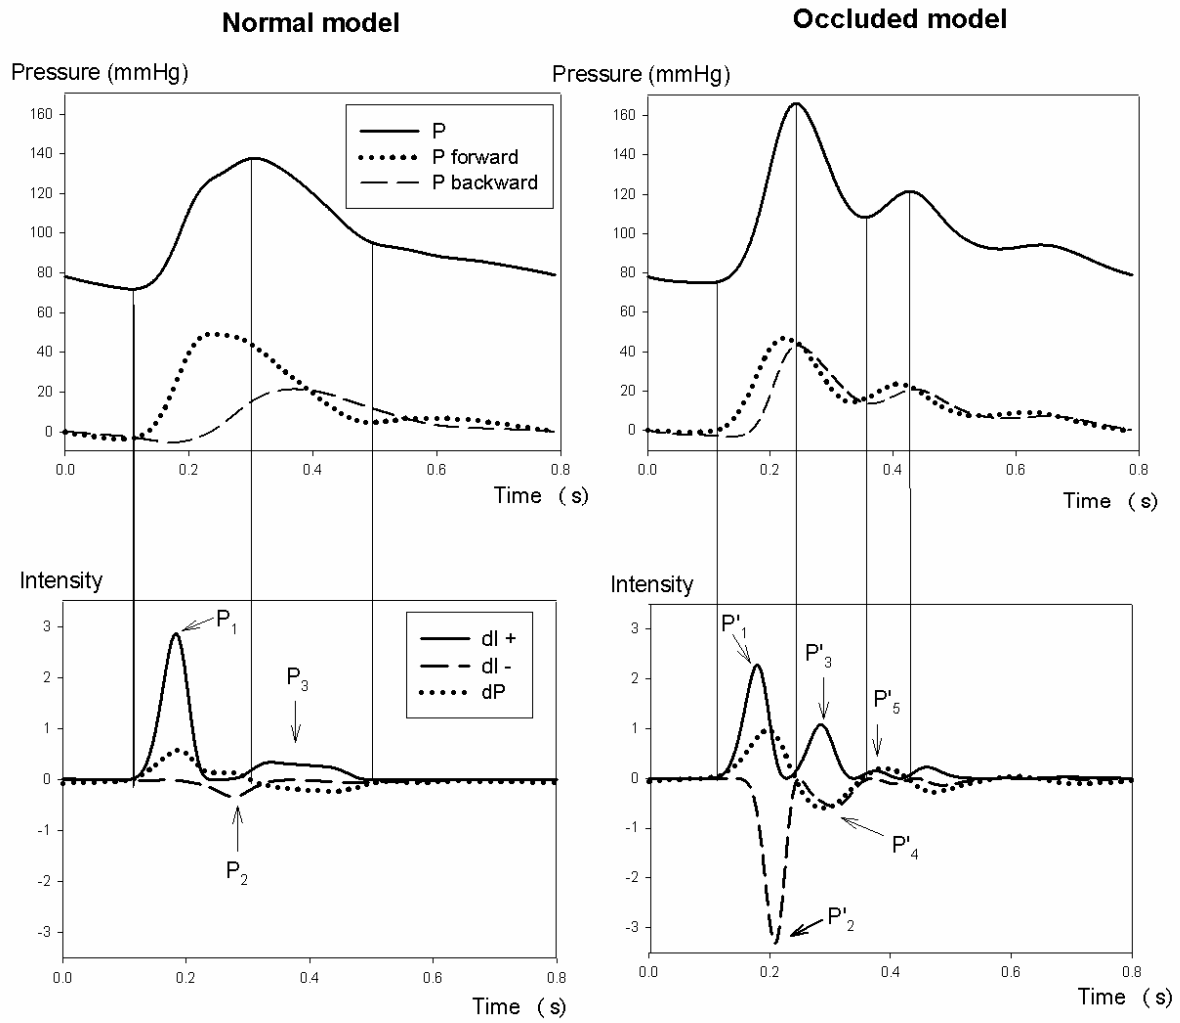 Normal model
Occluded model
Pressure (mmHg)
160
140
120
100
80
60
40
20
0
0.0
0.2
0.4
0.6
0.8
Time ( s)
P
P forward
P backward
Pressure (mmHg)
160
140
120
100
80
60
40
20
0
0.0
0.2
0.4
0.6
0.8
Time ( s)
Intensity
3
2
1
0
-1
-2
-3
0.0
0.2
0.4
0.6
0.8
Time ( s)
P1
P3
P2
dI +
dI -
dP
Intensity
3
2
1
0
-1
-2
-3
0.0
0.2
0.4
0.6
0.8
Time ( s)
P'1
P'3
P'5
P'4
P'2